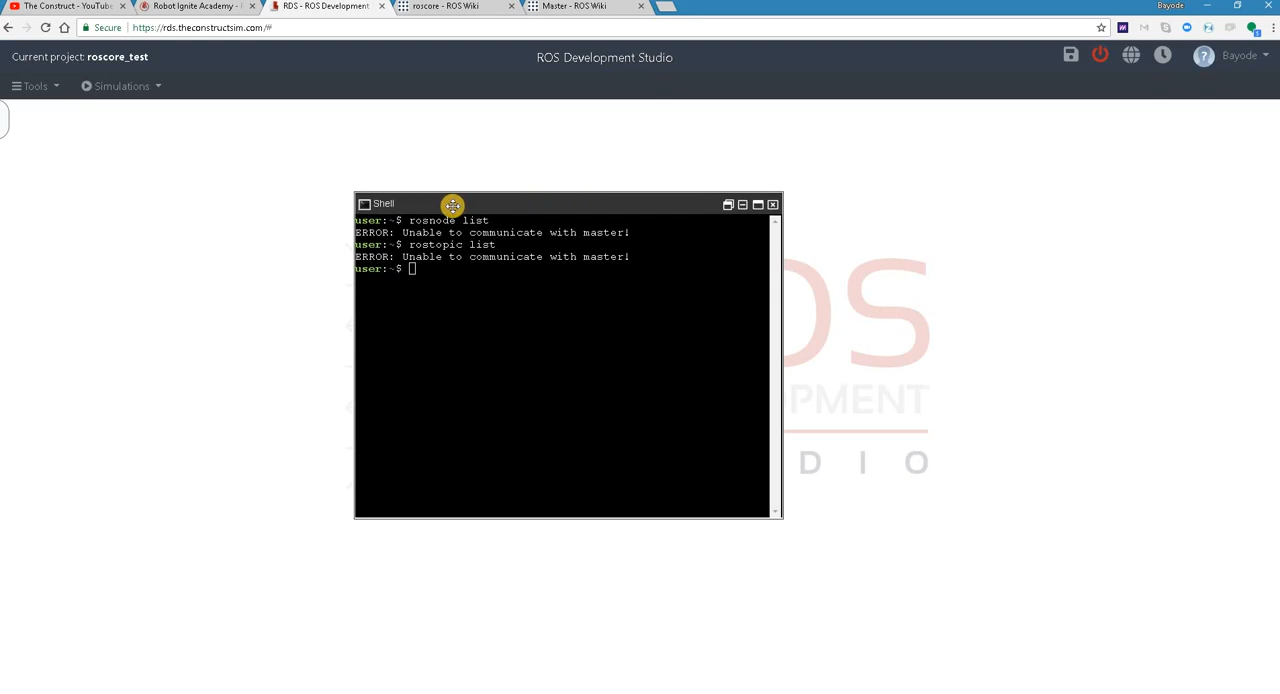 The Construct - YouTube
Robot Ignite Academy -
RDS - ROS Development
roscore - ROS Wiki
Master - ROS Wiki
Bayode
Secure
https://rds.theconstructsim.com/#
Current project: roscore_test
ROS Development Studio
Bayode
Tools
Simulations
Shell
user:~$ rosnode list
ERROR: Unable to communicate with master!
user:~$ rostopic list
ERROR: Unable to communicate with master!
user:~$